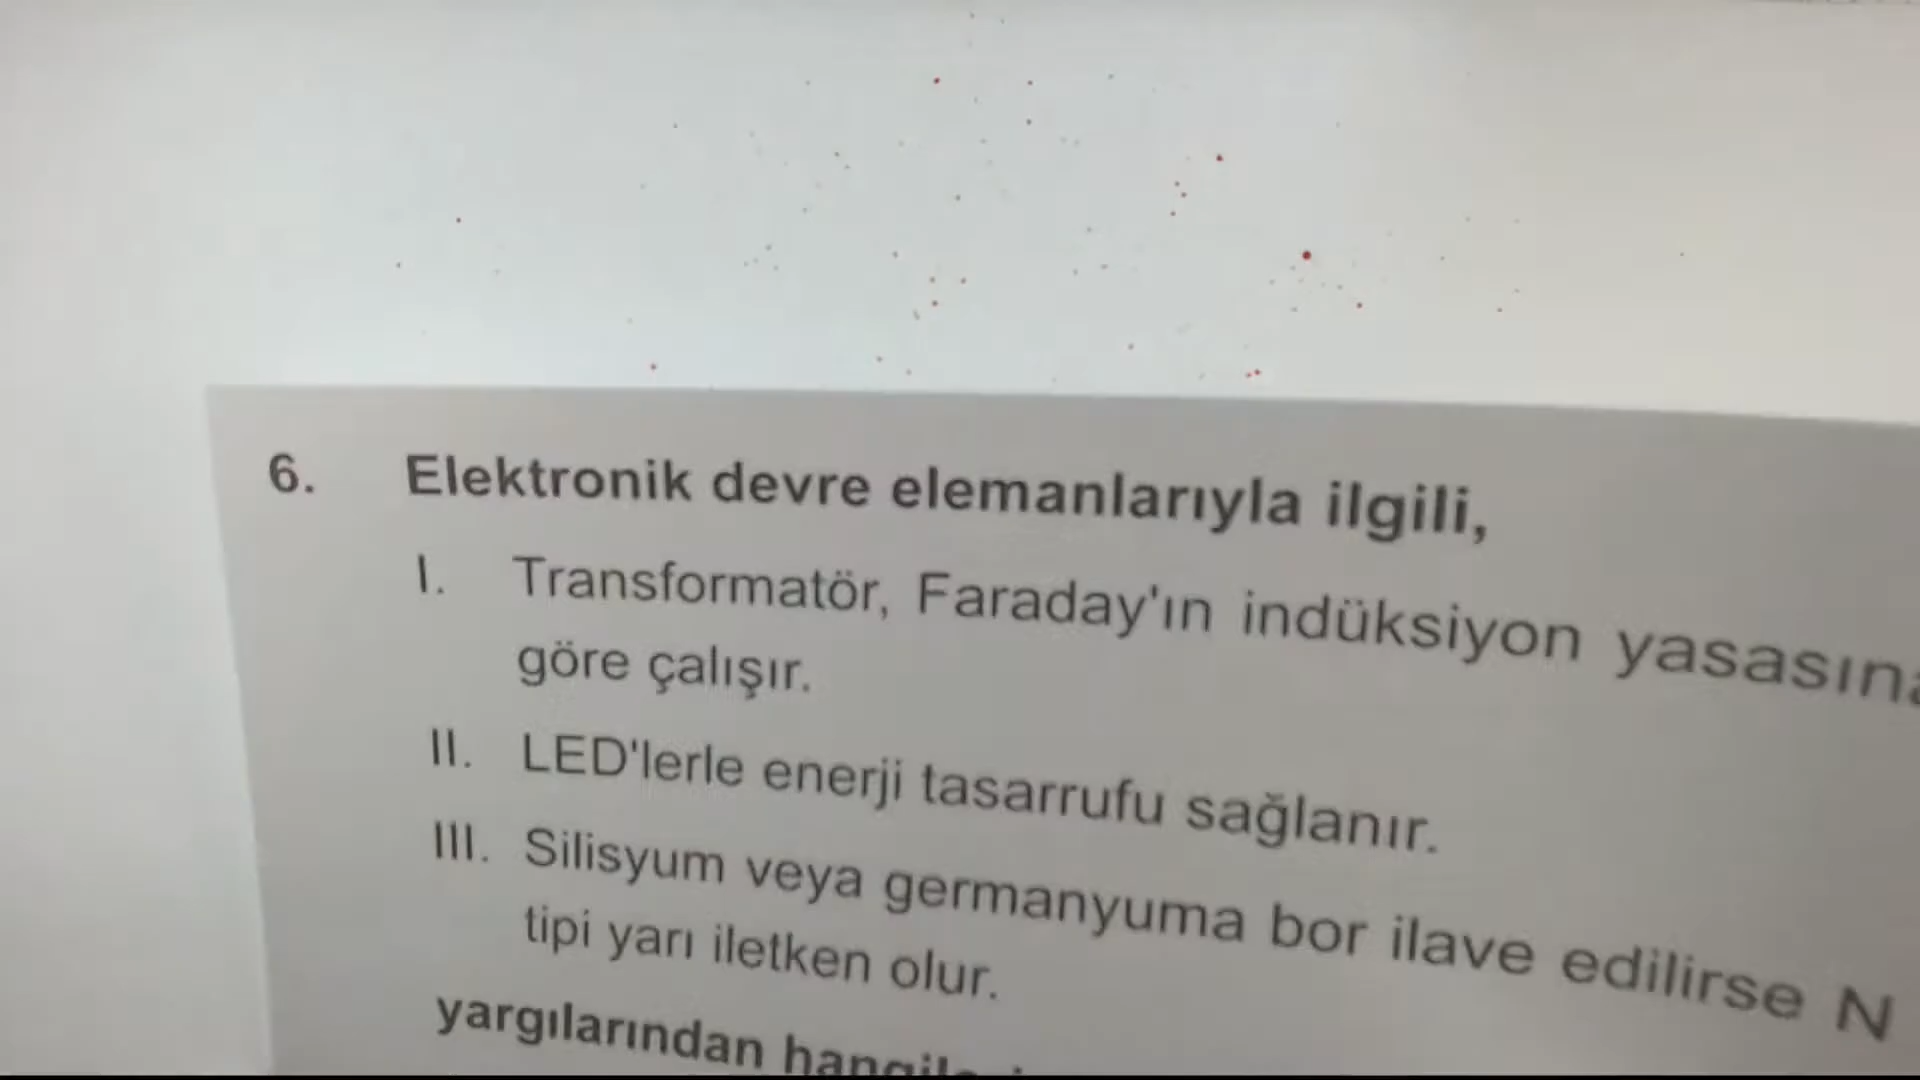 6. Elektronik devre elemanlarıyla ilgili,
I. Transformatör, Faraday'ın indüksiyon yasasına
göre çalışır.
II. LED'lerle enerji tasarrufu sağlanır.
III. Silisyum veya germanyuma bor ilave edilirse N
tipi yarı iletken olur.
yargılarından